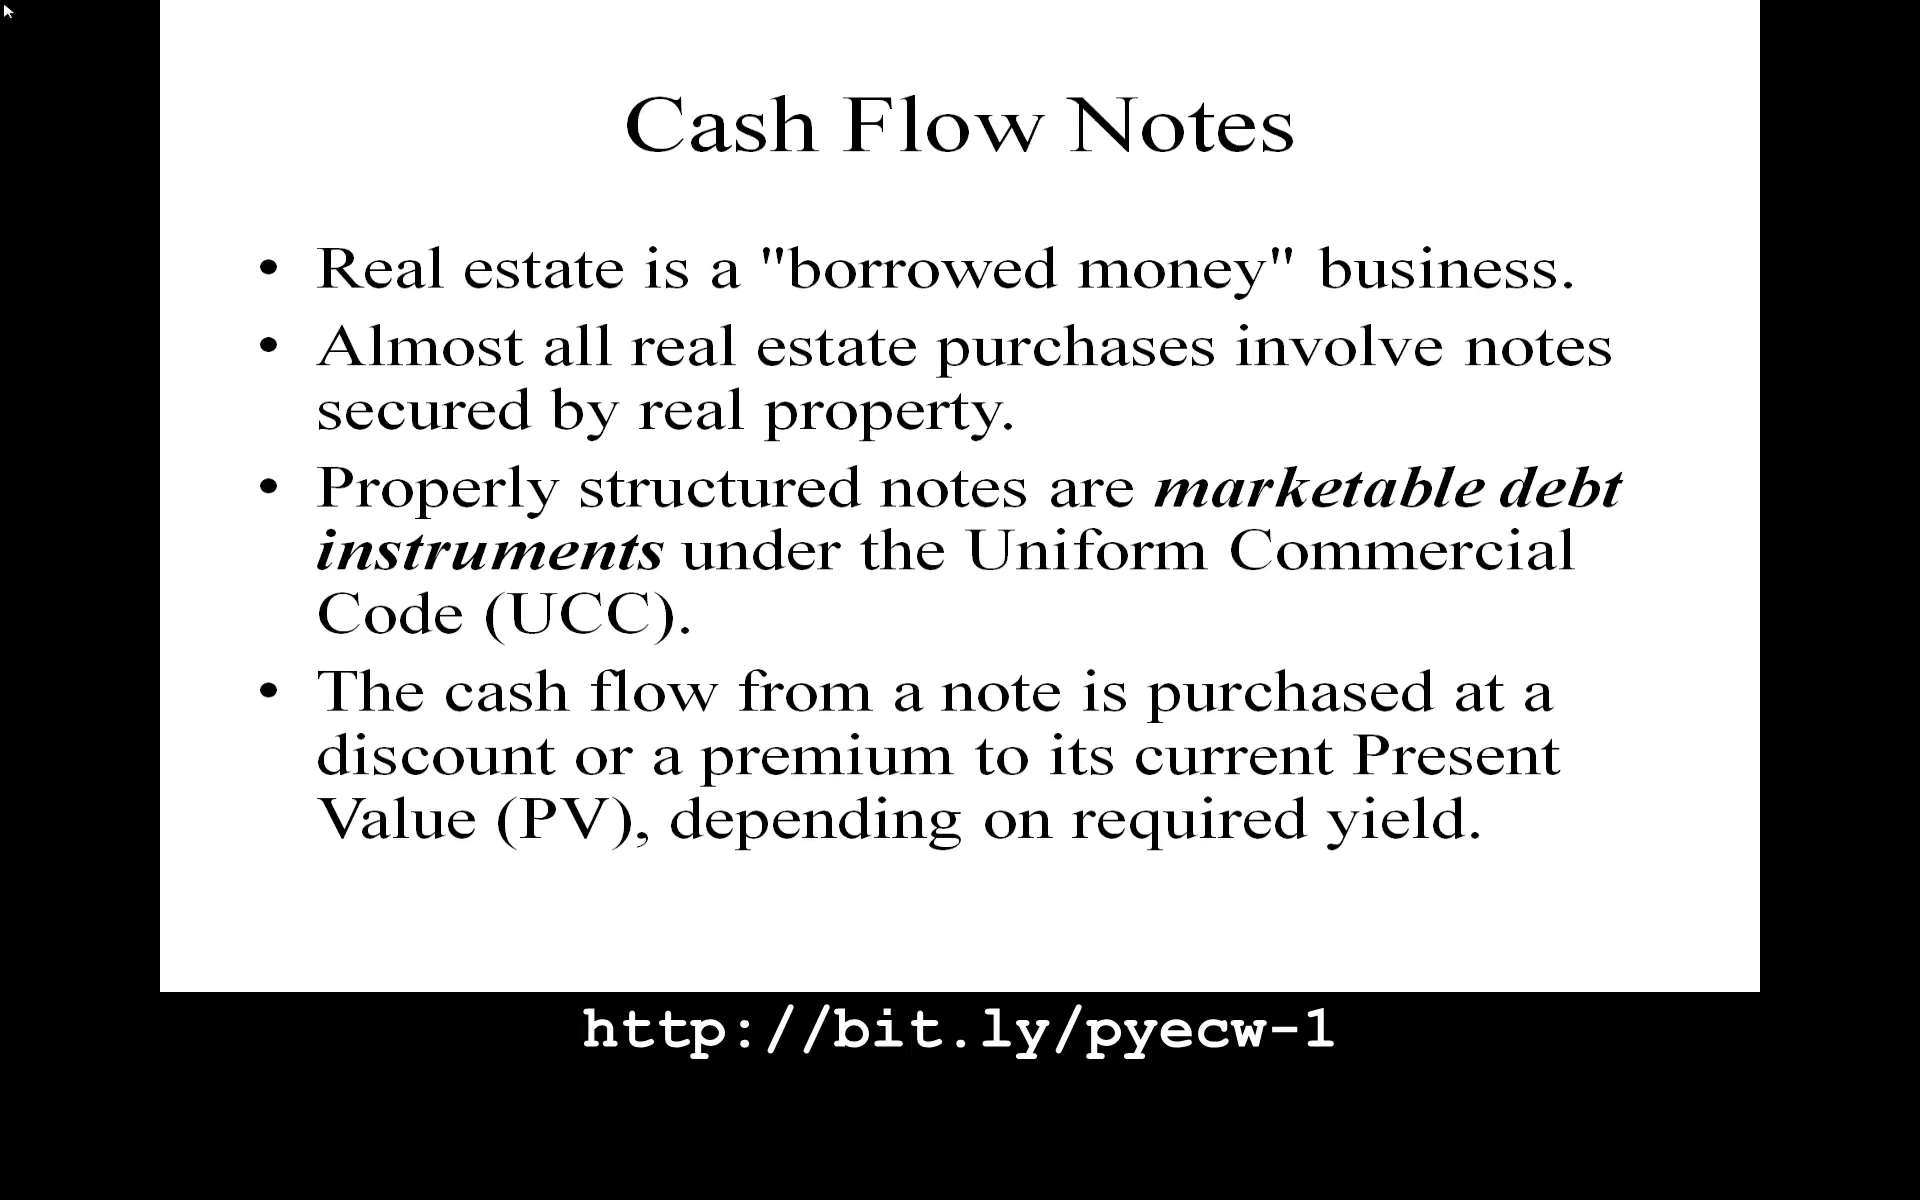 Cash Flow Notes
• Real estate is a "borrowed money" business.
• Almost all real estate purchases involve notes
secured by real property.
• Properly structured notes are marketable debt
instruments under the Uniform Commercial
Code (UCC).
• The cash flow from a note is purchased at a
discount or a premium to its current Present
Value (PV), depending on required yield.
http://bit.ly/pyecw-1